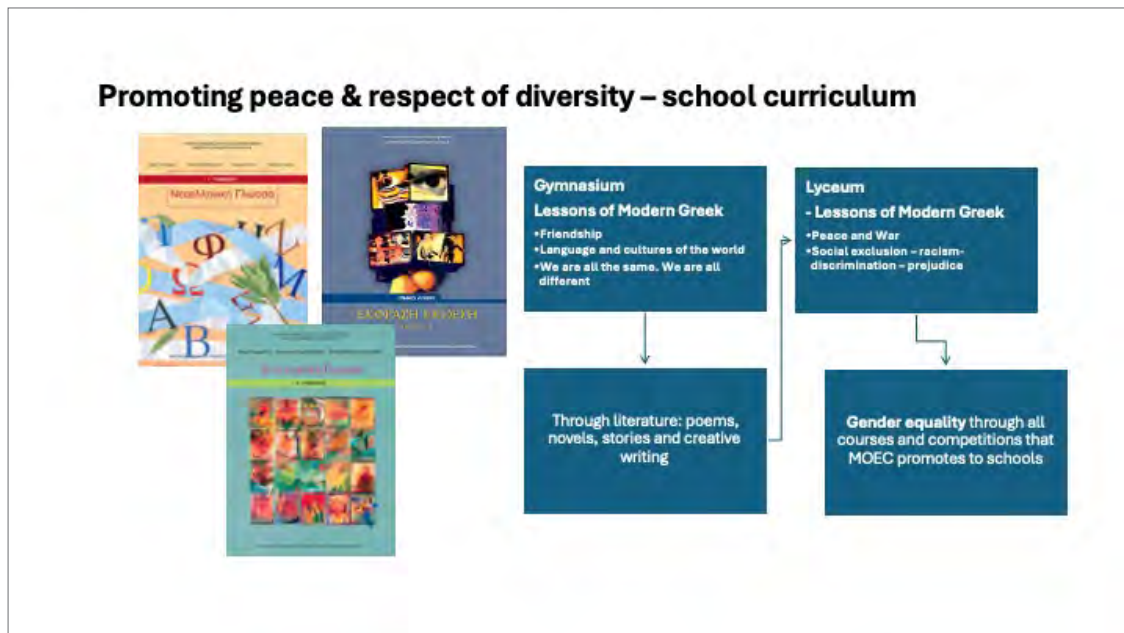 Promoting peace & respect of diversity – school curriculum
Νεοελληνική Γλώσσα
Φ
Ζ
Μ
Ω
Α
Β
ΕΚΦΡΑΣΗ ΕΚΘΕΣΗ
Gymnasium
Lessons of Modern Greek
•Friendship
•Language and cultures of the world
•We are all the same. We are all
different
Through literature: poems,
novels, stories and creative
writing
Lyceum
- Lessons of Modern Greek
•Peace and War
•Social exclusion – racism-
discrimination – prejudice
Gender equality through all
courses and competitions that
MOEC promotes to schools